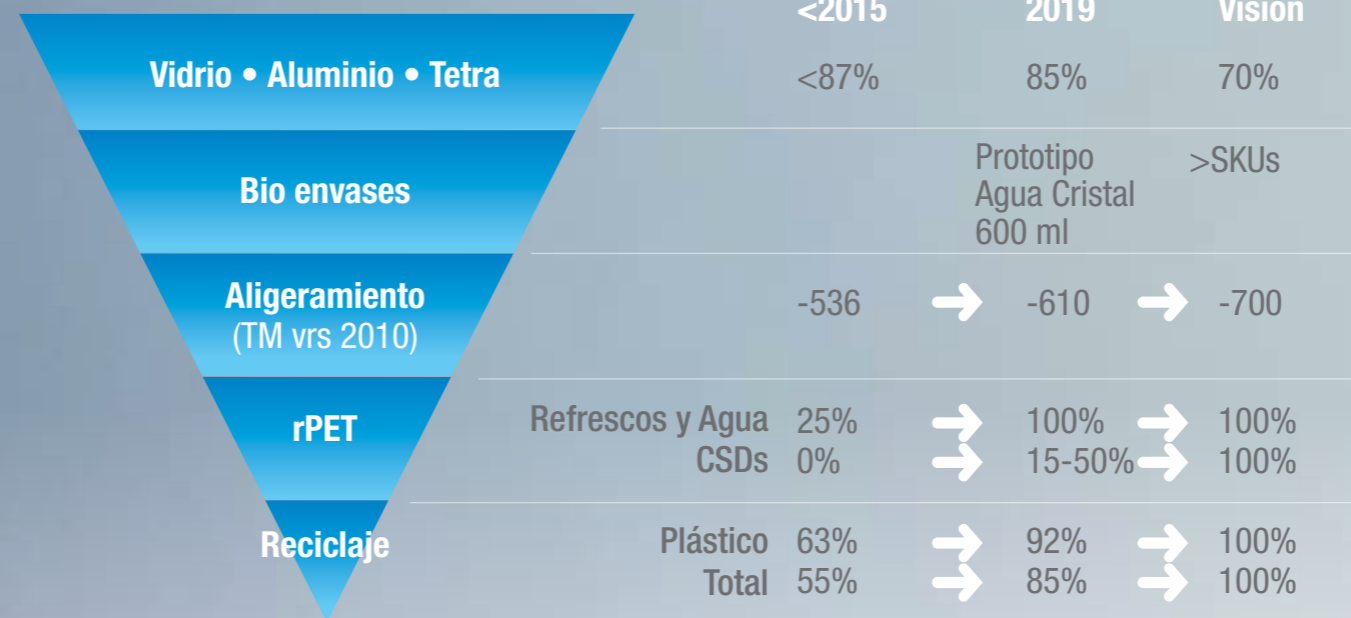 <2015 2019 Visión
Vidrio • Aluminio • Tetra <87% 85% 70%
Bio envases Prototipo >SKUs
Agua Cristal
600 ml
Aligeramiento
(TM vrs 2010) -536 -610 -700
rPET Refrescos y Agua 25% 100% 100%
CSDs 0% 15-50% 100%
Reciclaje Plástico 63% 92% 100%
Total 55% 85% 100%